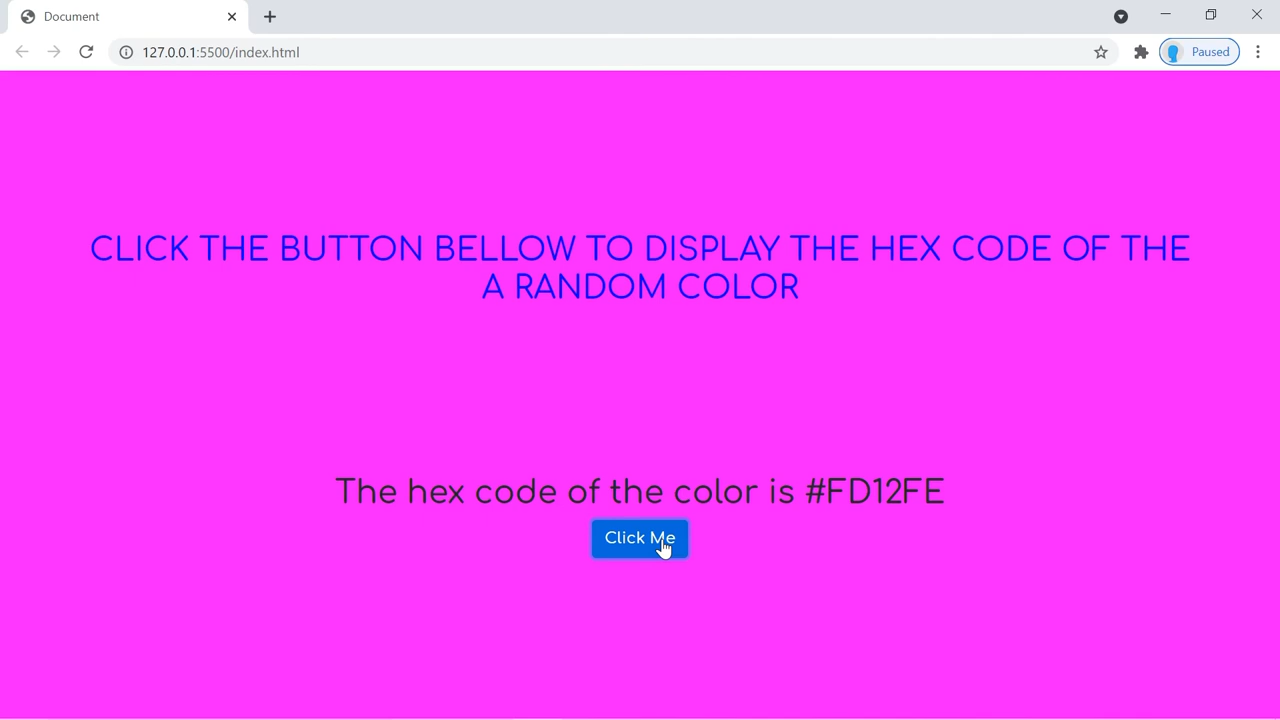 Document
127.0.0.1:5500/index.html
Paused
CLICK THE BUTTON BELLOW TO DISPLAY THE HEX CODE OF THE
A RANDOM COLOR
The hex code of the color is #FD12FE
Click Me